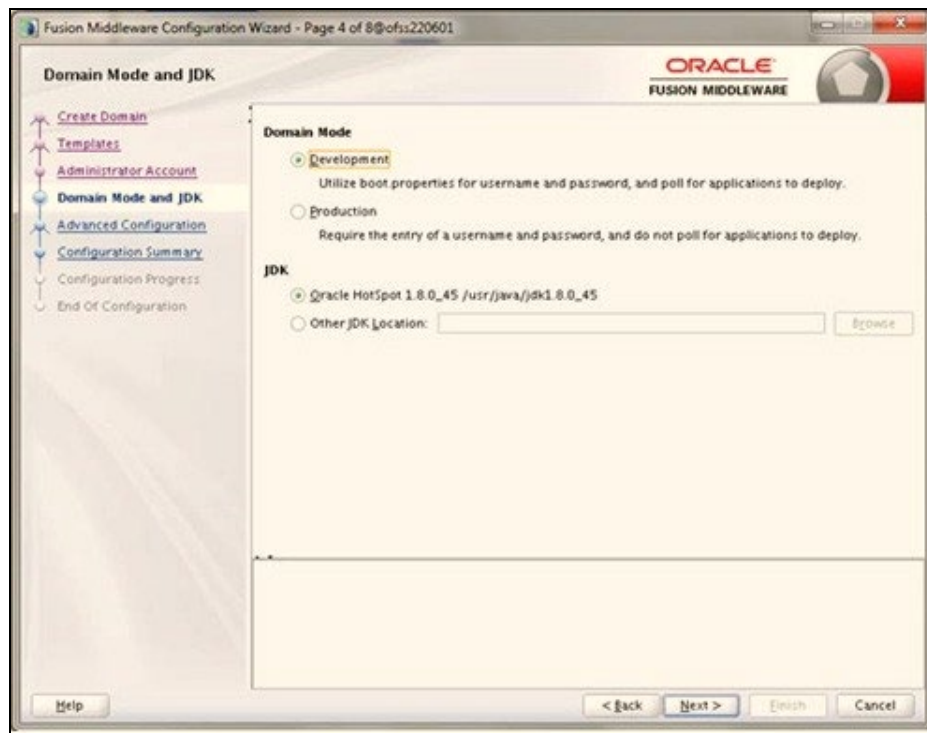 Fusion Middleware Configuration Wizard - Page 4 of 8@ofss220601
Domain Mode and JDK
ORACLE
FUSION MIDDLEWARE
Create Domain
Templates
Administrator Account
Domain Mode and JDK
Advanced Configuration
Configuration Summary
Configuration Progress
End Of Configuration
Domain Mode
Development
Utilize boot.properties for username and password, and poll for applications to deploy.
Production
Require the entry of a username and password, and do not poll for applications to deploy.
JDK
Oracle HotSpot 1.8.0_45 /usr/java/jdk1.8.0_45
Other JDK Location:
Browse
Help
< Back
Next >
Finish
Cancel